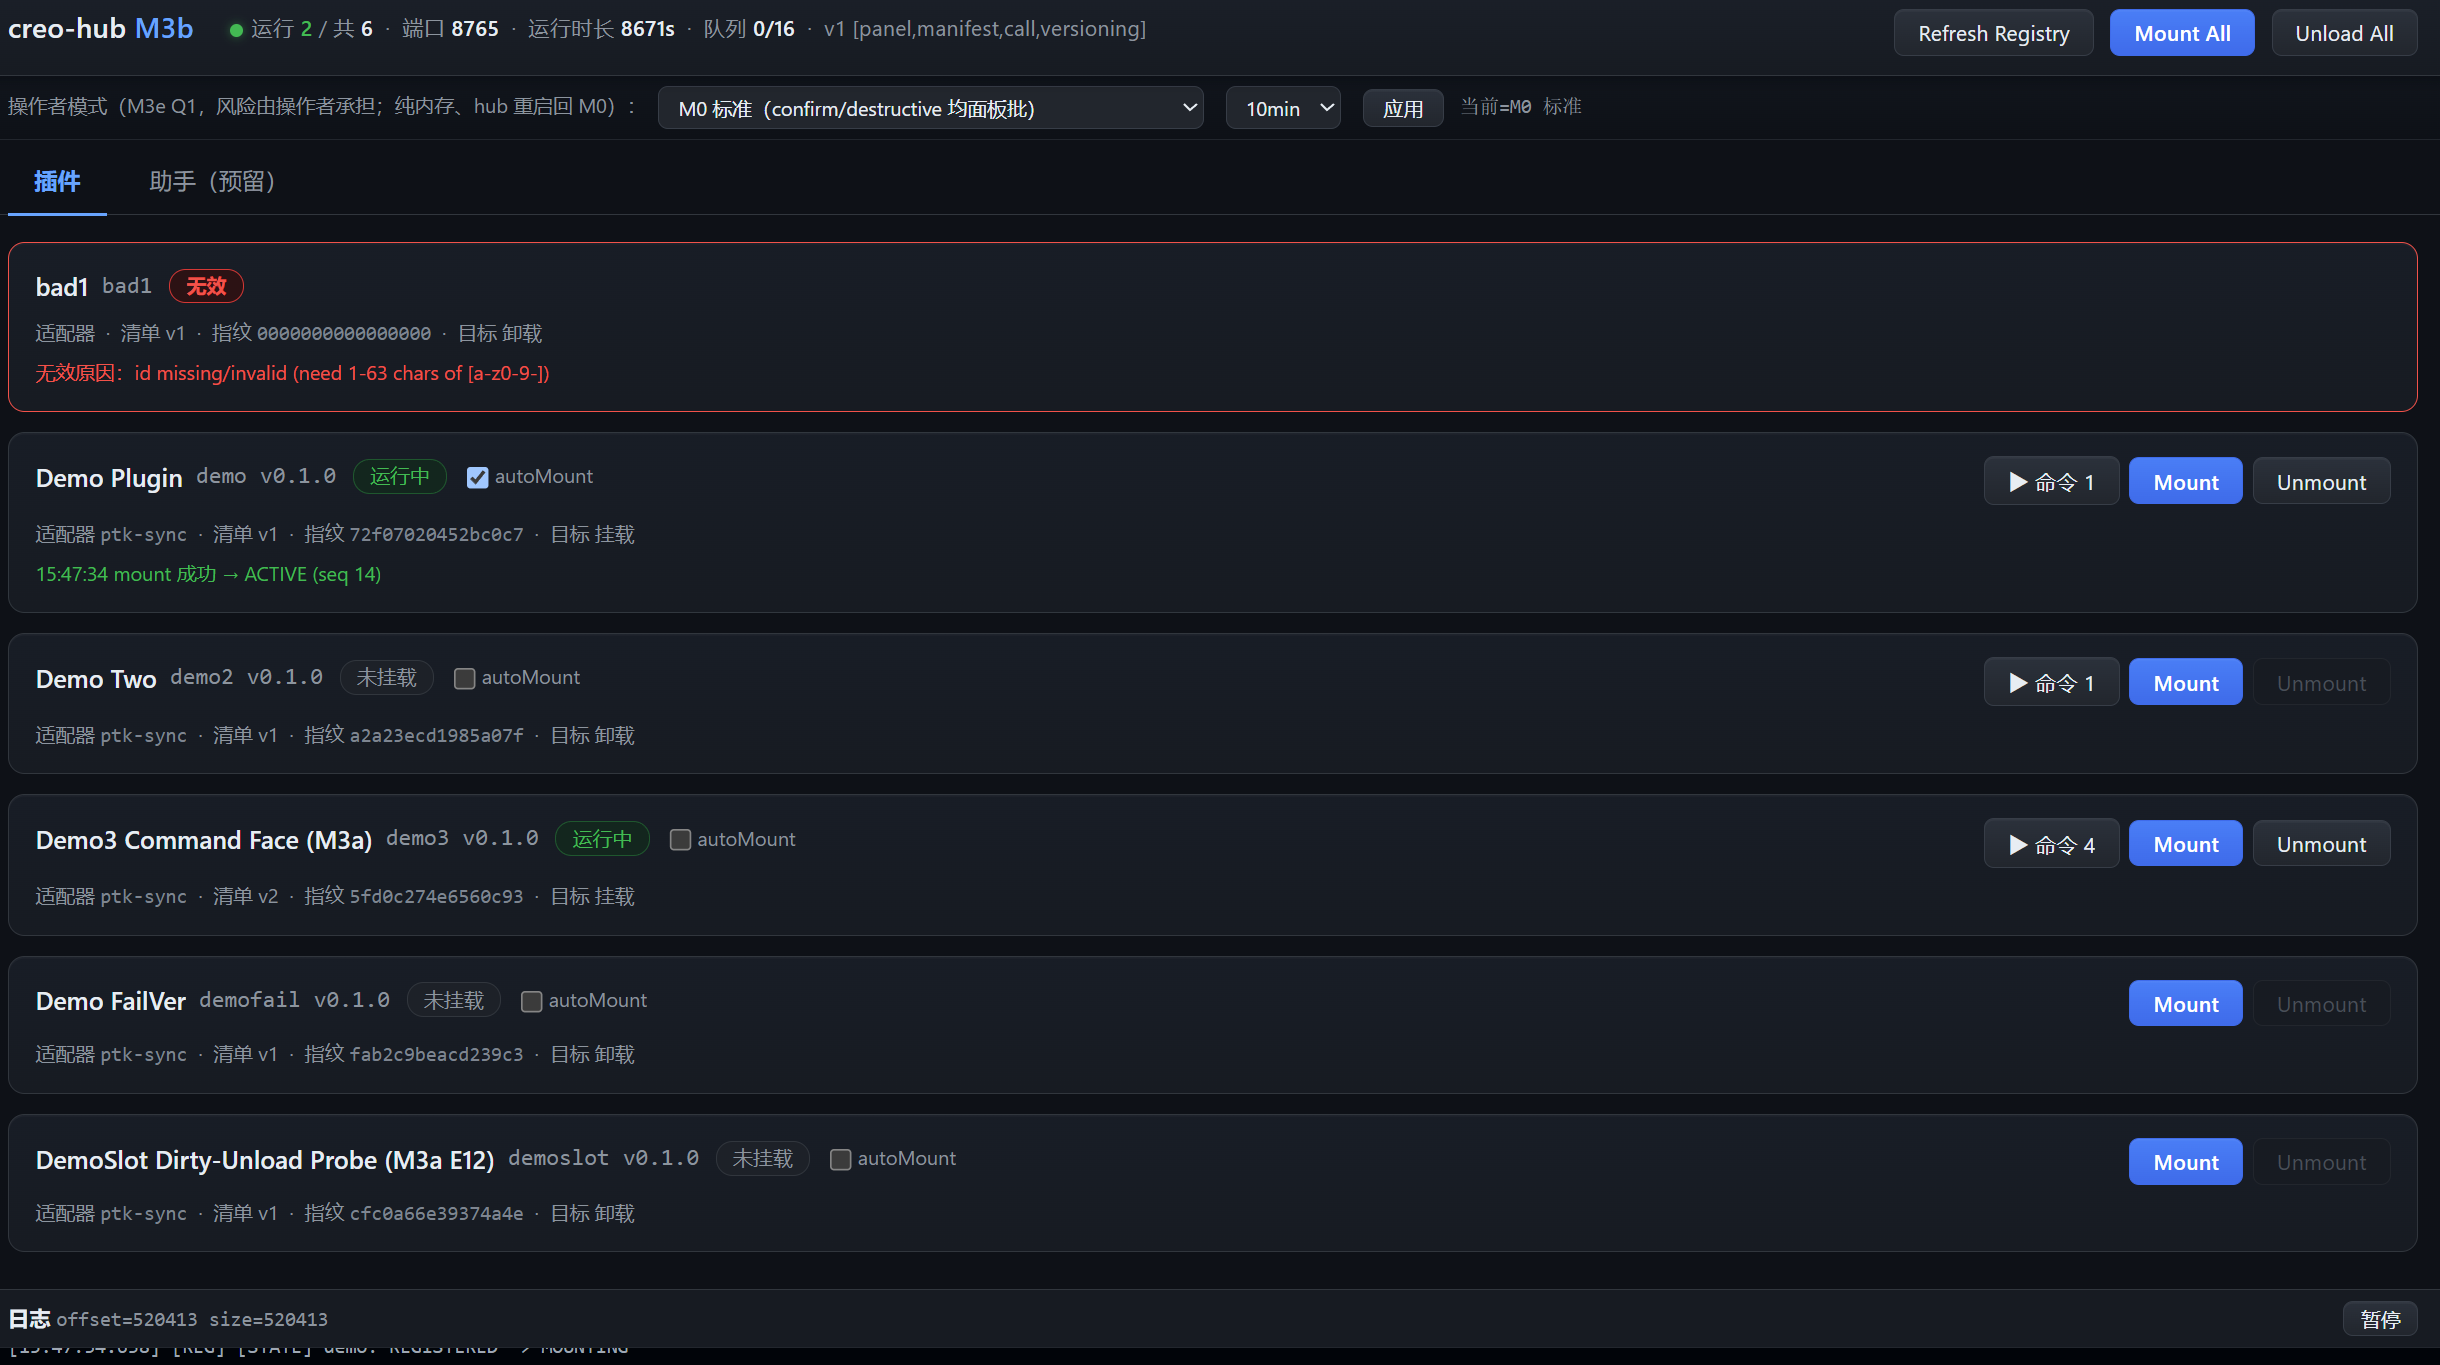 creo-hub M3b 运行 2 / 共 6 · 端口 8765 · 运行时长 8671s · 队列 0/16 · v1 [panel,manifest,call,versioning] Refresh Registry Mount All Unload All
操作者模式（M3e Q1，风险由操作者承担；纯内存、hub 重启回 M0）： M0 标准（confirm/destructive 均面板批） 10min 应用 当前=M0 标准
插件 助手（预留）
bad1 bad1 无效
适配器 · 清单 v1 · 指纹 0000000000000000 · 目标 卸载
无效原因：id missing/invalid (need 1-63 chars of [a-z0-9-])
Demo Plugin demo v0.1.0 运行中 autoMount ▶ 命令 1 Mount Unmount
适配器 ptk-sync · 清单 v1 · 指纹 72f07020452bc0c7 · 目标 挂载
15:47:34 mount 成功 → ACTIVE (seq 14)
Demo Two demo2 v0.1.0 未挂载 autoMount ▶ 命令 1 Mount Unmount
适配器 ptk-sync · 清单 v1 · 指纹 a2a23ecd1985a07f · 目标 卸载
Demo3 Command Face (M3a) demo3 v0.1.0 运行中 autoMount ▶ 命令 4 Mount Unmount
适配器 ptk-sync · 清单 v2 · 指纹 5fd0c274e6560c93 · 目标 挂载
Demo FailVer demofail v0.1.0 未挂载 autoMount Mount Unmount
适配器 ptk-sync · 清单 v1 · 指纹 fab2c9beacd239c3 · 目标 卸载
DemoSlot Dirty-Unload Probe (M3a E12) demoslot v0.1.0 未挂载 autoMount Mount Unmount
适配器 ptk-sync · 清单 v1 · 指纹 cfc0a66e39374a4e · 目标 卸载
日志 offset=520413 size=520413 暂停
[REG] [STATE] demo: REGISTERED -> MOUNTING